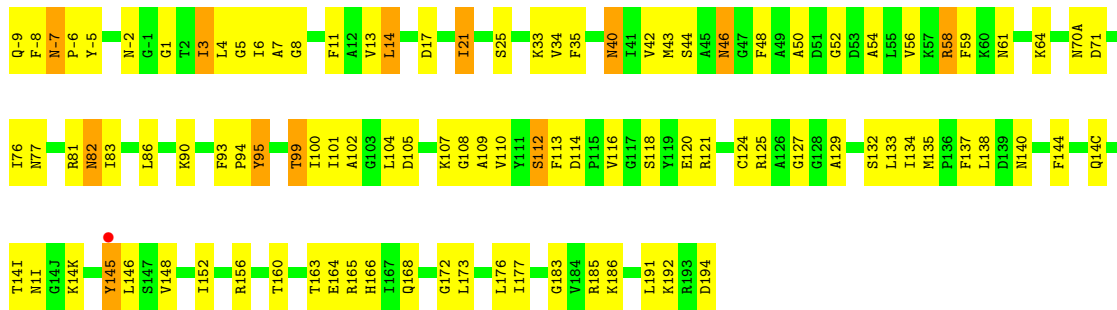 Q-9 F-8 N-7 P-6 Y-5 N-2 G-1 G1 T2 I3 L4 G5 I6 A7 G8 F11 A12 V13 L14 D17 I21 S25 K33 V34 F35 N40 I41 V42 M43 S44 A45 N46 G47 F48 A49 A50 D51 G52 D53 A54 L55 V56 K57 R58 F59 K60 N61 K64 N70A D71
I76 N77 R81 N82 I83 L86 K90 F93 P94 Y95 T99 I100 I101 A102 G103 L104 D105 K107 G108 A109 V110 Y111 S112 F113 D114 P115 V116 G117 S118 Y119 E120 R121 C124 R125 A126 G127 G128 A129 S132 L133 I134 M135 P136 F137 L138 D139 N140 F144 Q14C
T14I N1I G14J K14K Y145 L146 S147 V148 I152 R156 T160 T163 E164 R165 H166 I167 Q168 G172 L173 L176 I177 G183 V184 R185 K186 L191 K192 R193 D194